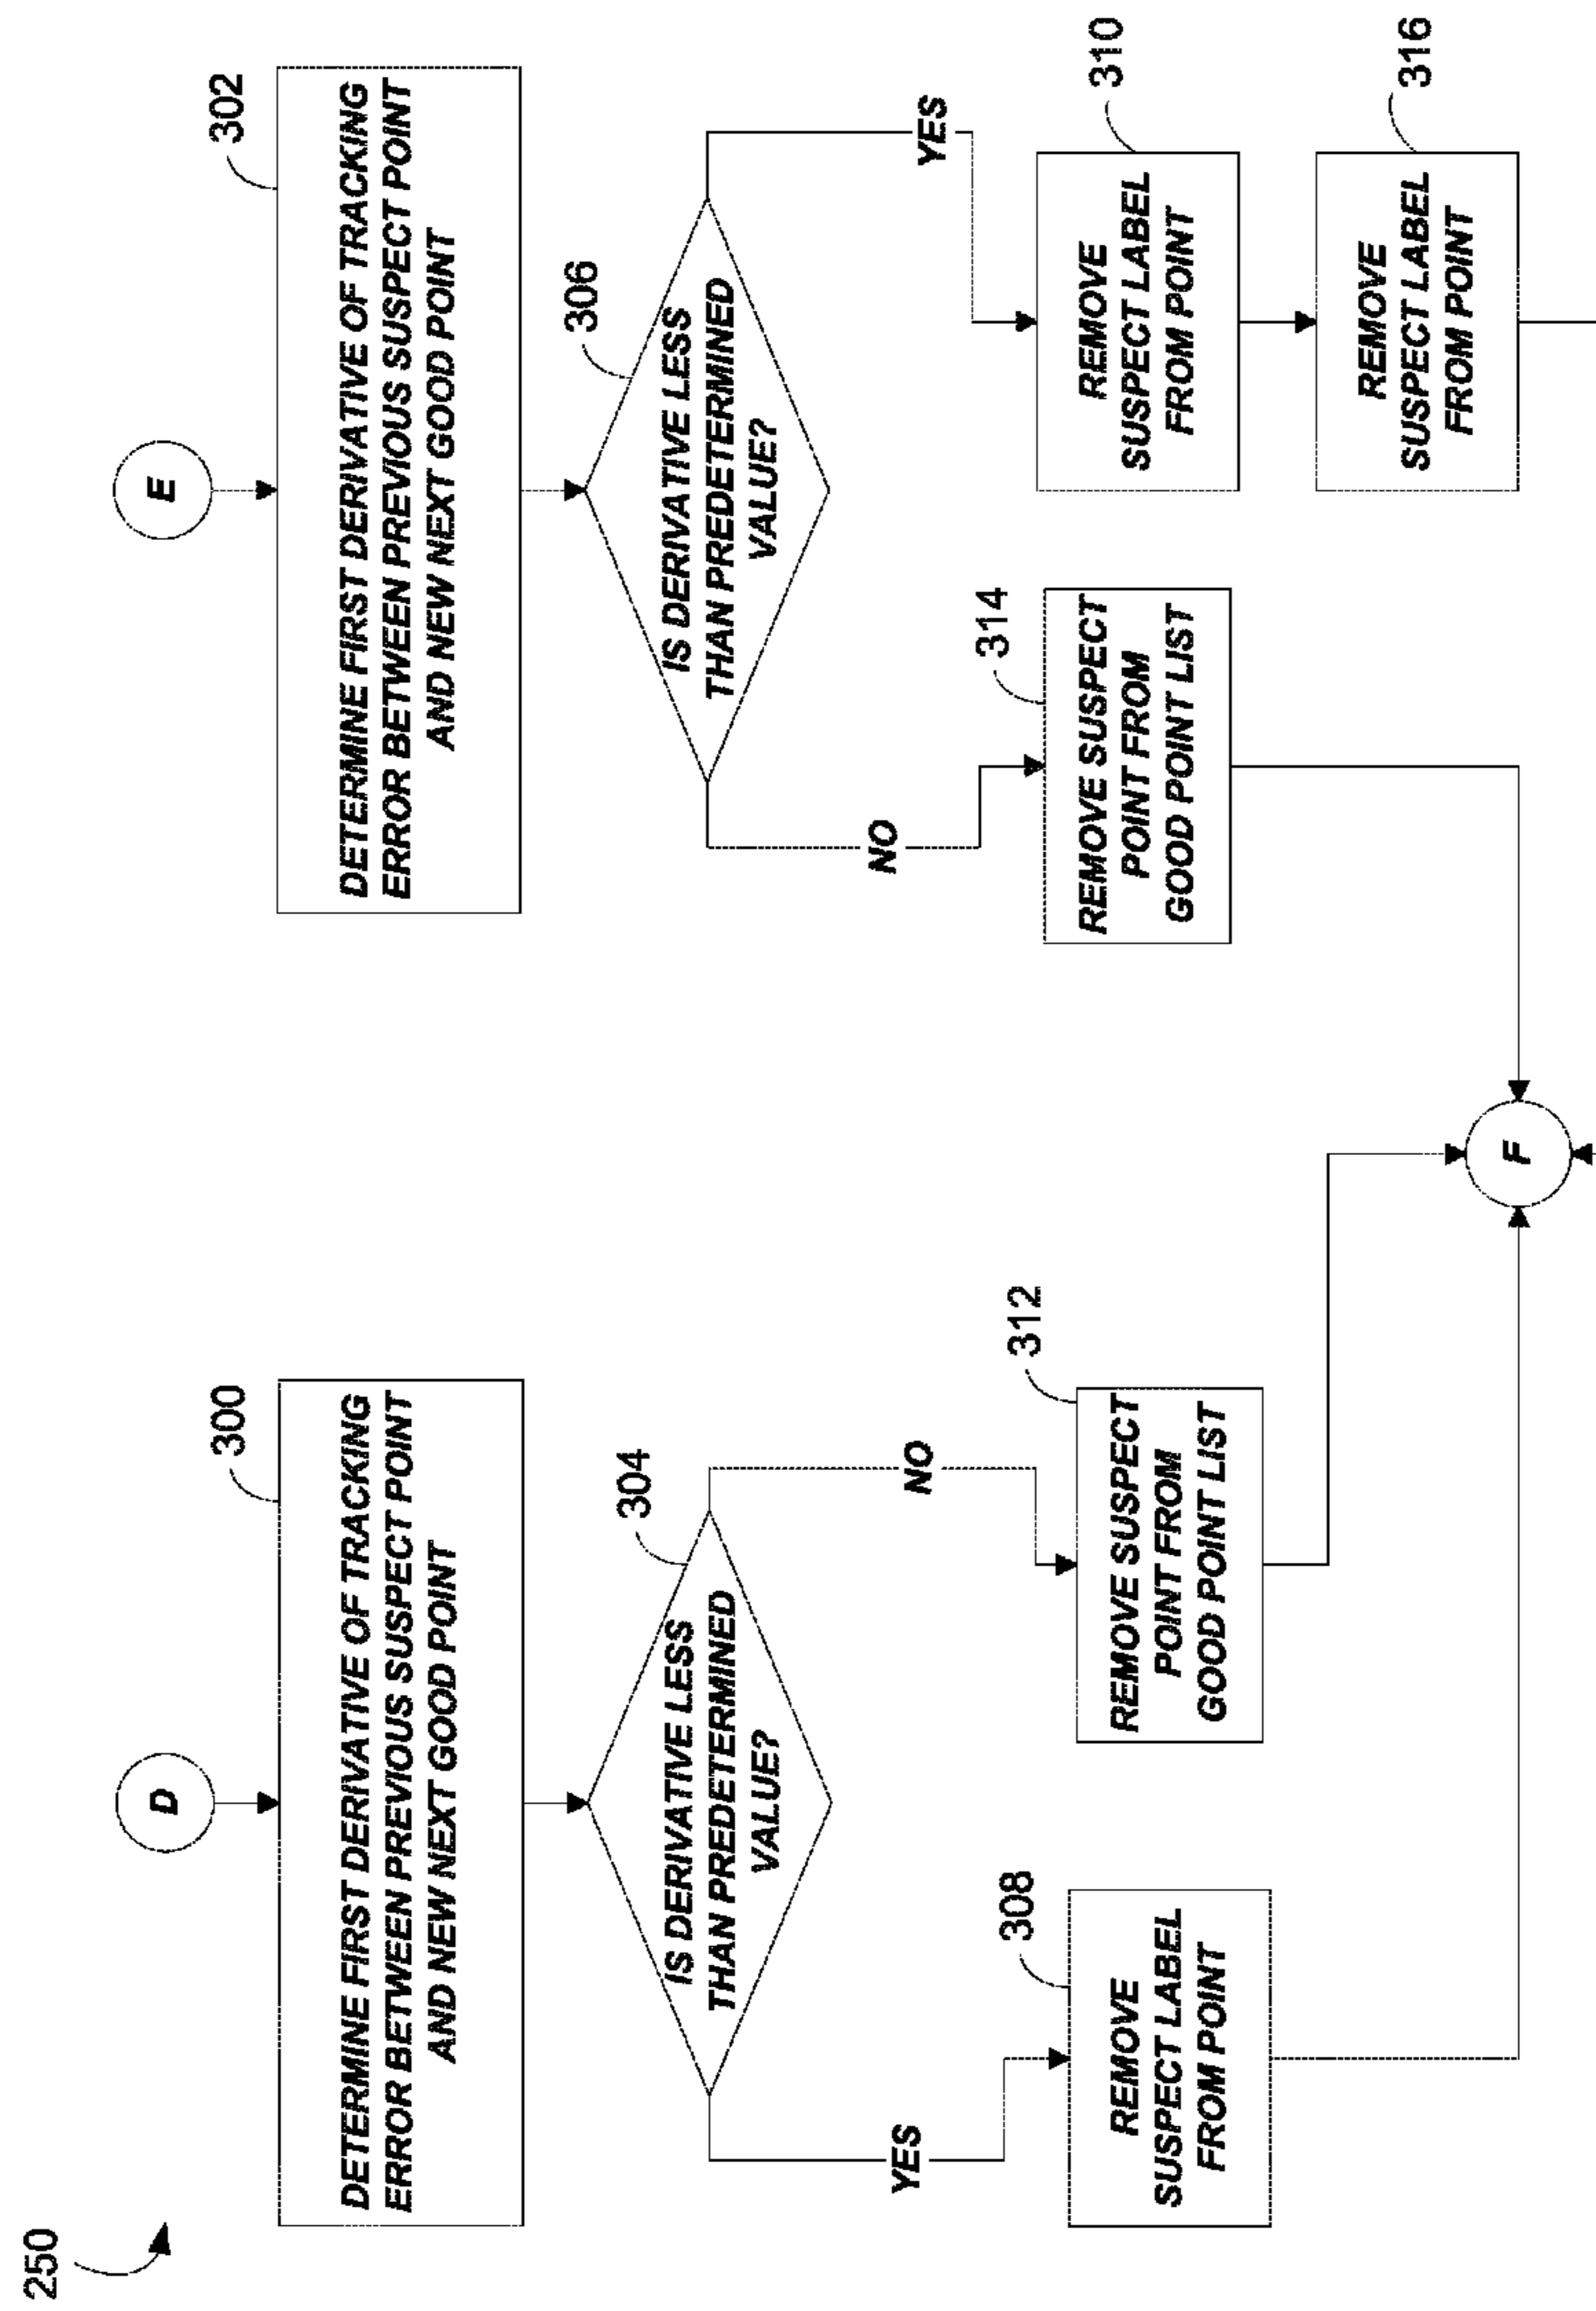 250
D
300
DETERMINE FIRST DERIVATIVE OF TRACKING
ERROR BETWEEN PREVIOUS SUSPECT POINT
AND NEW NEXT GOOD POINT
304
IS DERIVATIVE LESS
THAN PREDETERMINED
VALUE?
YES
NO
308
REMOVE
SUSPECT LABEL
FROM POINT
312
REMOVE SUSPECT
POINT FROM
GOOD POINT LIST
E
302
DETERMINE FIRST DERIVATIVE OF TRACKING
ERROR BETWEEN PREVIOUS SUSPECT POINT
AND NEW NEXT GOOD POINT
306
IS DERIVATIVE LESS
THAN PREDETERMINED
VALUE?
NO
YES
314
REMOVE SUSPECT
POINT FROM
GOOD POINT LIST
310
REMOVE
SUSPECT LABEL
FROM POINT
316
REMOVE
SUSPECT LABEL
FROM POINT
F